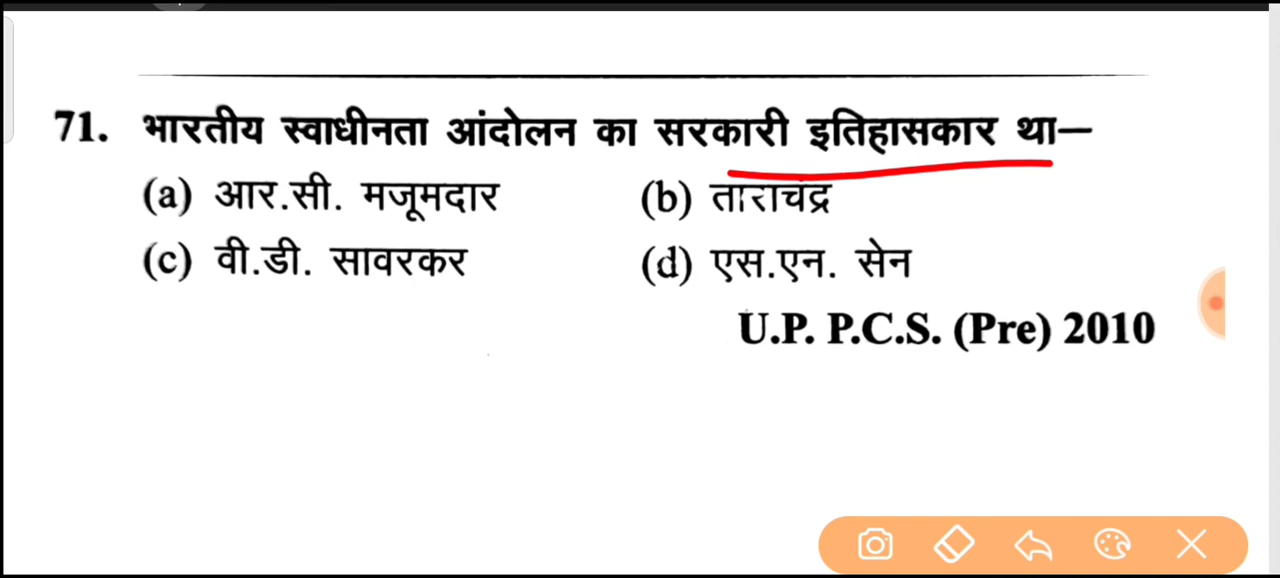 71. भारतीय स्वाधीनता आंदोलन का सरकारी इतिहासकार था—
(a) आर.सी. मजूमदार (b) ताराचंद्र
(c) वी.डी. सावरकर (d) एस.एन. सेन
U.P. P.C.S. (Pre) 2010